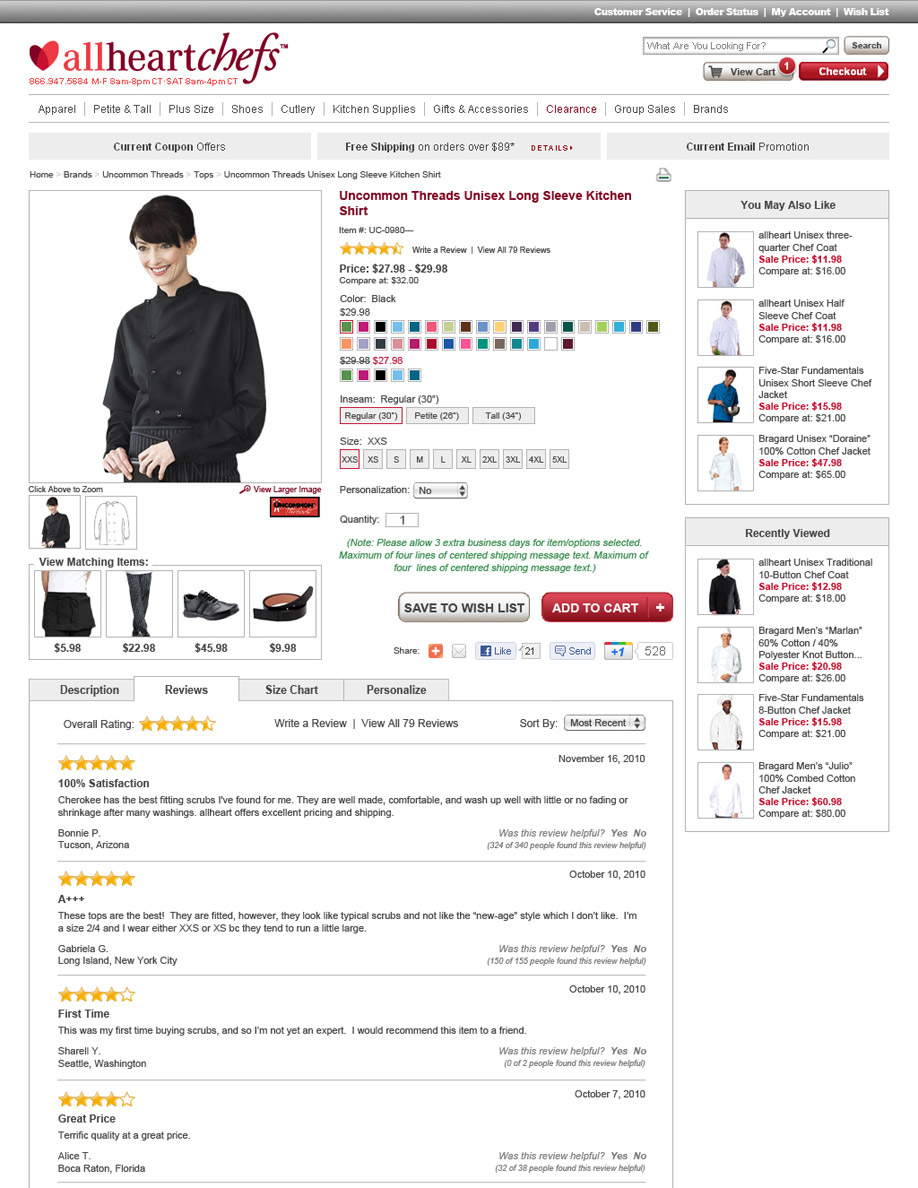 Customer Service | Order Status | My Account | Wish List
allheartchefs™
866.947.5684 M-F 8am-8pm CT·SAT 8am-4pm CT
What Are You Looking For?
Search
View Cart 1
Checkout
Apparel | Petite & Tall | Plus Size | Shoes | Cutlery | Kitchen Supplies | Gifts & Accessories | Clearance | Group Sales | Brands
Current Coupon Offers
Free Shipping on orders over $89* DETAILS
Current Email Promotion
Home > Brands > Uncommon Threads > Tops > Uncommon Threads Unisex Long Sleeve Kitchen Shirt
Click Above to Zoom
View Larger Image
UNCOMMON
Threads
View Matching Items:
$5.98
$22.98
$45.98
$9.98
Uncommon Threads Unisex Long Sleeve Kitchen
Shirt
Item #: UC-0980—
Write a Review | View All 79 Reviews
Price: $27.98 - $29.98
Compare at: $32.00
Color: Black
$29.98
$29.98 $27.98
Inseam: Regular (30")
Regular (30") Petite (26") Tall (34")
Size: XXS
XXS XS S M L XL 2XL 3XL 4XL 5XL
Personalization: No
Quantity: 1
(Note: Please allow 3 extra business days for item/options selected.
Maximum of four lines of centered shipping message text. Maximum of
four lines of centered shipping message text.)
SAVE TO WISH LIST
ADD TO CART +
Share: Like 21 Send +1 528
You May Also Like
allheart Unisex three-
quarter Chef Coat
Sale Price: $11.98
Compare at: $16.00
allheart Unisex Half
Sleeve Chef Coat
Sale Price: $11.98
Compare at: $16.00
Five-Star Fundamentals
Unisex Short Sleeve Chef
Jacket
Sale Price: $15.98
Compare at: $21.00
Bragard Unisex “Doraine”
100% Cotton Chef Jacket
Sale Price: $47.98
Compare at: $65.00
Recently Viewed
allheart Unisex Traditional
10-Button Chef Coat
Sale Price: $12.98
Compare at: $18.00
Bragard Men's “Marlan”
60% Cotton / 40%
Polyester Knot Button...
Sale Price: $20.98
Compare at: $26.00
Five-Star Fundamentals
8-Button Chef Jacket
Sale Price: $15.98
Compare at: $21.00
Bragard Men's “Julio”
100% Combed Cotton
Chef Jacket
Sale Price: $60.98
Compare at: $80.00
Description
Reviews
Size Chart
Personalize
Overall Rating:
Write a Review | View All 79 Reviews
Sort By: Most Recent
November 16, 2010
100% Satisfaction
Cherokee has the best fitting scrubs I've found for me. They are well made, comfortable, and wash up well with little or no fading or
shrinkage after many washings. allheart offers excellent pricing and shipping.
Bonnie P.
Tucson, Arizona
Was this review helpful? Yes No
(324 of 340 people found this review helpful)
October 10, 2010
A+++
These tops are the best! They are fitted, however, they look like typical scrubs and not like the “new-age” style which I don't like. I'm
a size 2/4 and I wear either XXS or XS bc they tend to run a little large.
Gabriela G.
Long Island, New York City
Was this review helpful? Yes No
(150 of 155 people found this review helpful)
October 10, 2010
First Time
This was my first time buying scrubs, and so I'm not yet an expert. I would recommend this item to a friend.
Sharell Y.
Seattle, Washington
Was this review helpful? Yes No
(0 of 2 people found this review helpful)
October 7, 2010
Great Price
Terrific quality at a great price.
Alice T.
Boca Raton, Florida
Was this review helpful? Yes No
(32 of 38 people found this review helpful)